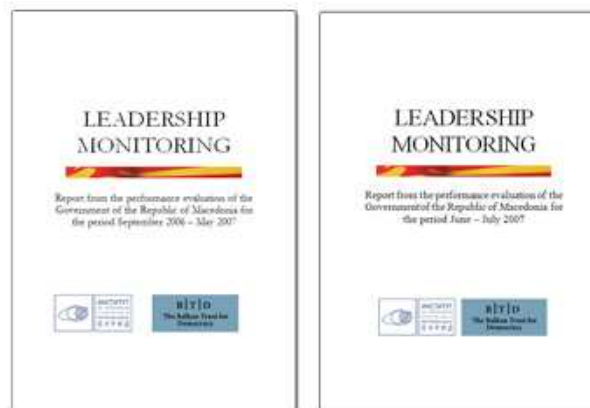 LEADERSHIP
MONITORING
Report from the performance evaluation of the
Government of the Republic of Macedonia for
the period September 2006 – May 2007
B|T|D
The Balkan Trust for
Democracy
LEADERSHIP
MONITORING
Report from the performance evaluation of the
Government of the Republic of Macedonia for
the period June – July 2007
B|T|D
The Balkan Trust for
Democracy